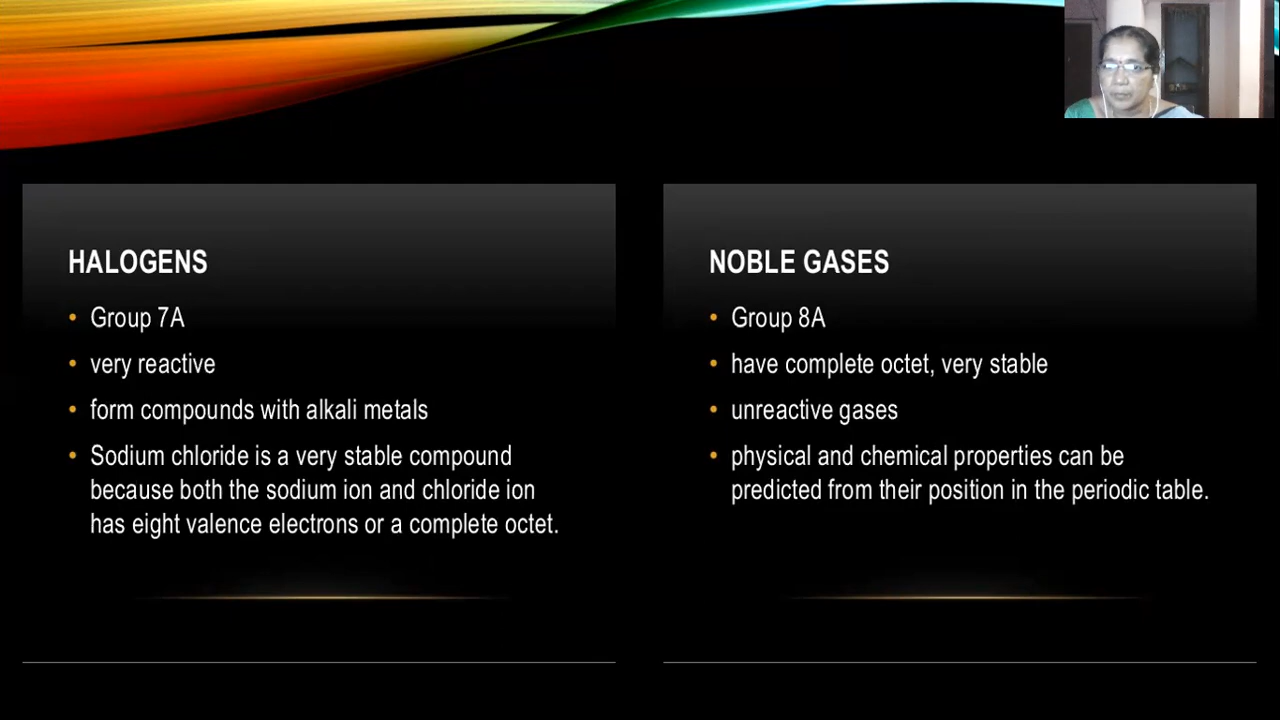 HALOGENS
• Group 7A
• very reactive
• form compounds with alkali metals
• Sodium chloride is a very stable compound
because both the sodium ion and chloride ion
has eight valence electrons or a complete octet.
NOBLE GASES
• Group 8A
• have complete octet, very stable
• unreactive gases
• physical and chemical properties can be
predicted from their position in the periodic table.